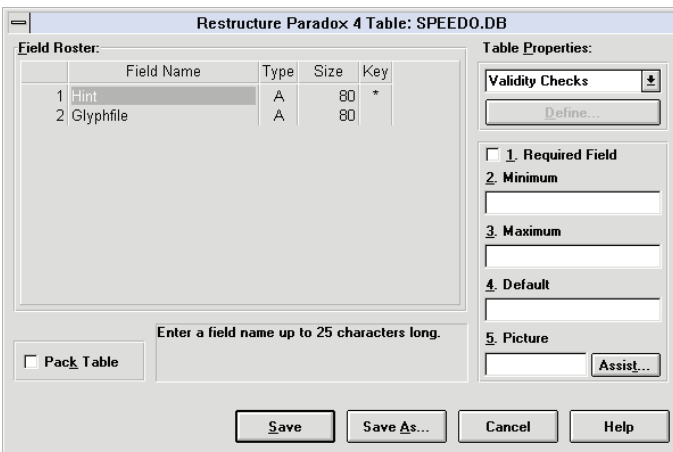 Restructure Paradox 4 Table: SPEEDO.DB
Field Roster:
Field Name Type Size Key
1 Hint A 80 *
2 Glyphfile A 80
Enter a field name up to 25 characters long.
Pack Table
Table Properties:
Validity Checks
Define...
1. Required Field
2. Minimum
3. Maximum
4. Default
5. Picture
Assist...
Save Save As... Cancel Help